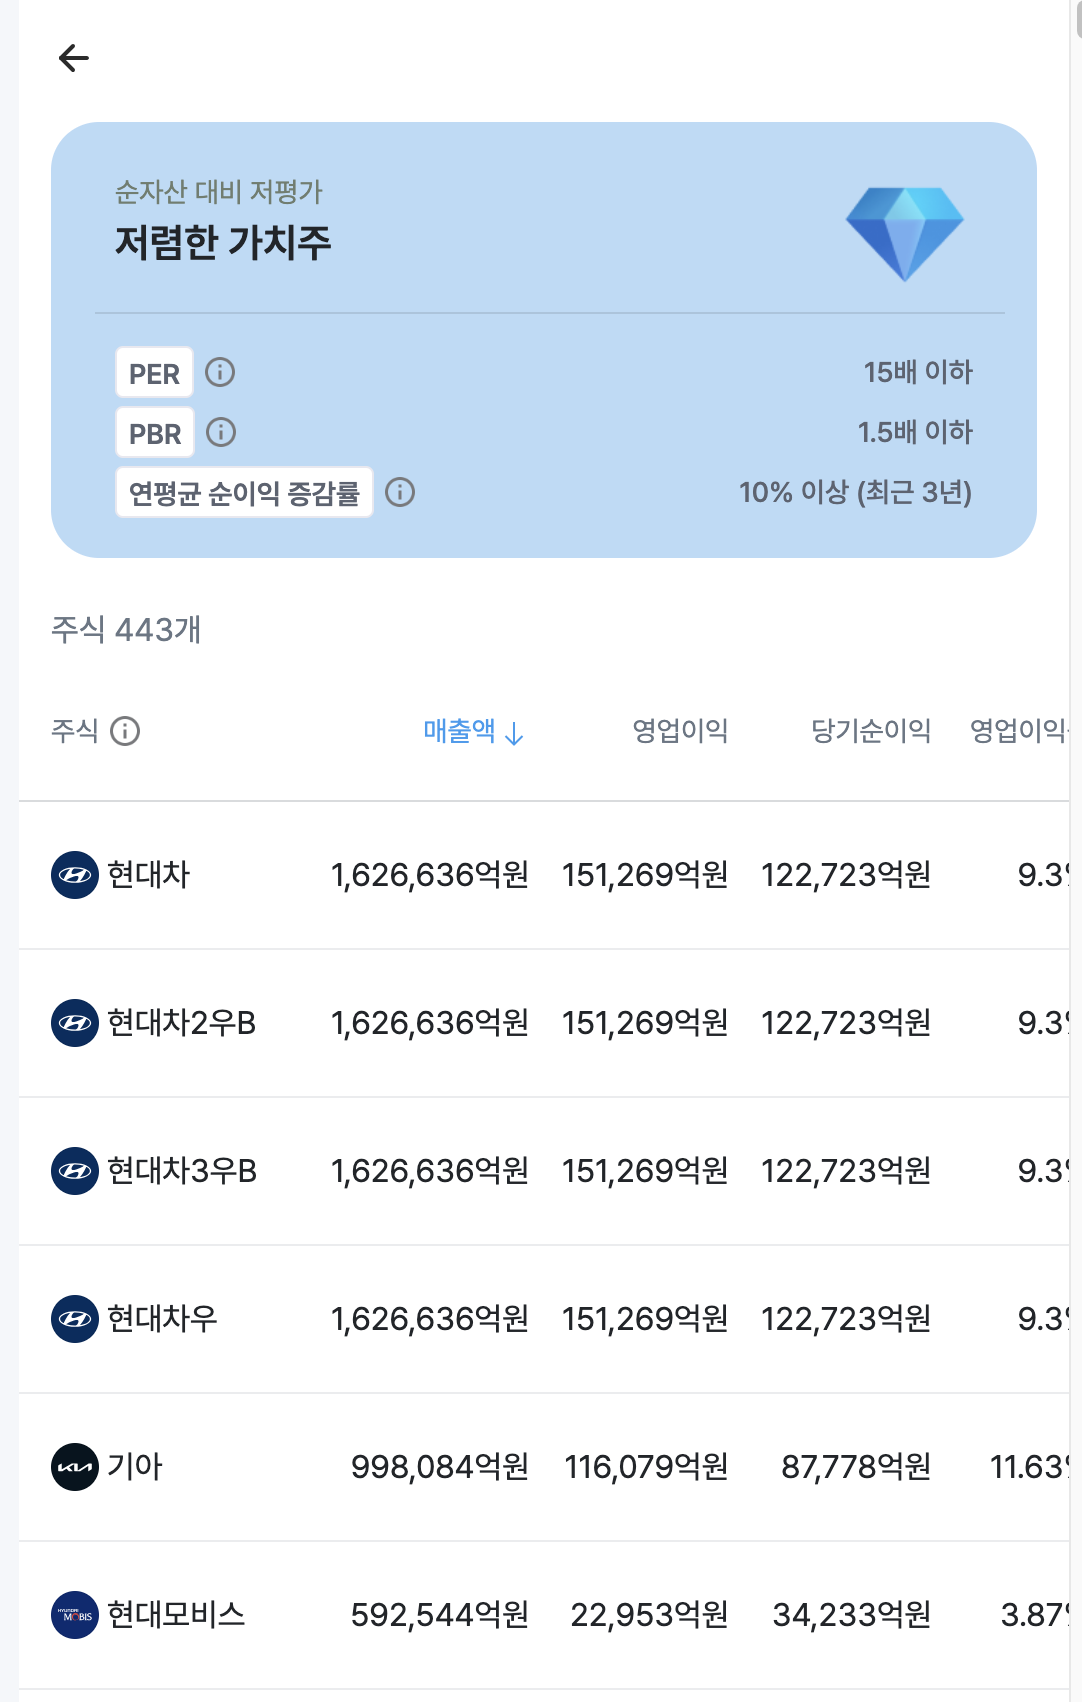 순자산 대비 저평가
저렴한 가치주
PER 15배 이하
PBR 1.5배 이하
연평균 순이익 증감률 10% 이상 (최근 3년)
주식 443개
주식 매출액 ↓ 영업이익 당기순이익 영업이익
현대차 1,626,636억원 151,269억원 122,723억원 9.3%
현대차2우B 1,626,636억원 151,269억원 122,723억원 9.3%
현대차3우B 1,626,636억원 151,269억원 122,723억원 9.3%
현대차우 1,626,636억원 151,269억원 122,723억원 9.3%
KIA 기아 998,084억원 116,079억원 87,778억원 11.63%
HYUNDAI MOBIS 현대모비스 592,544억원 22,953억원 34,233억원 3.87%